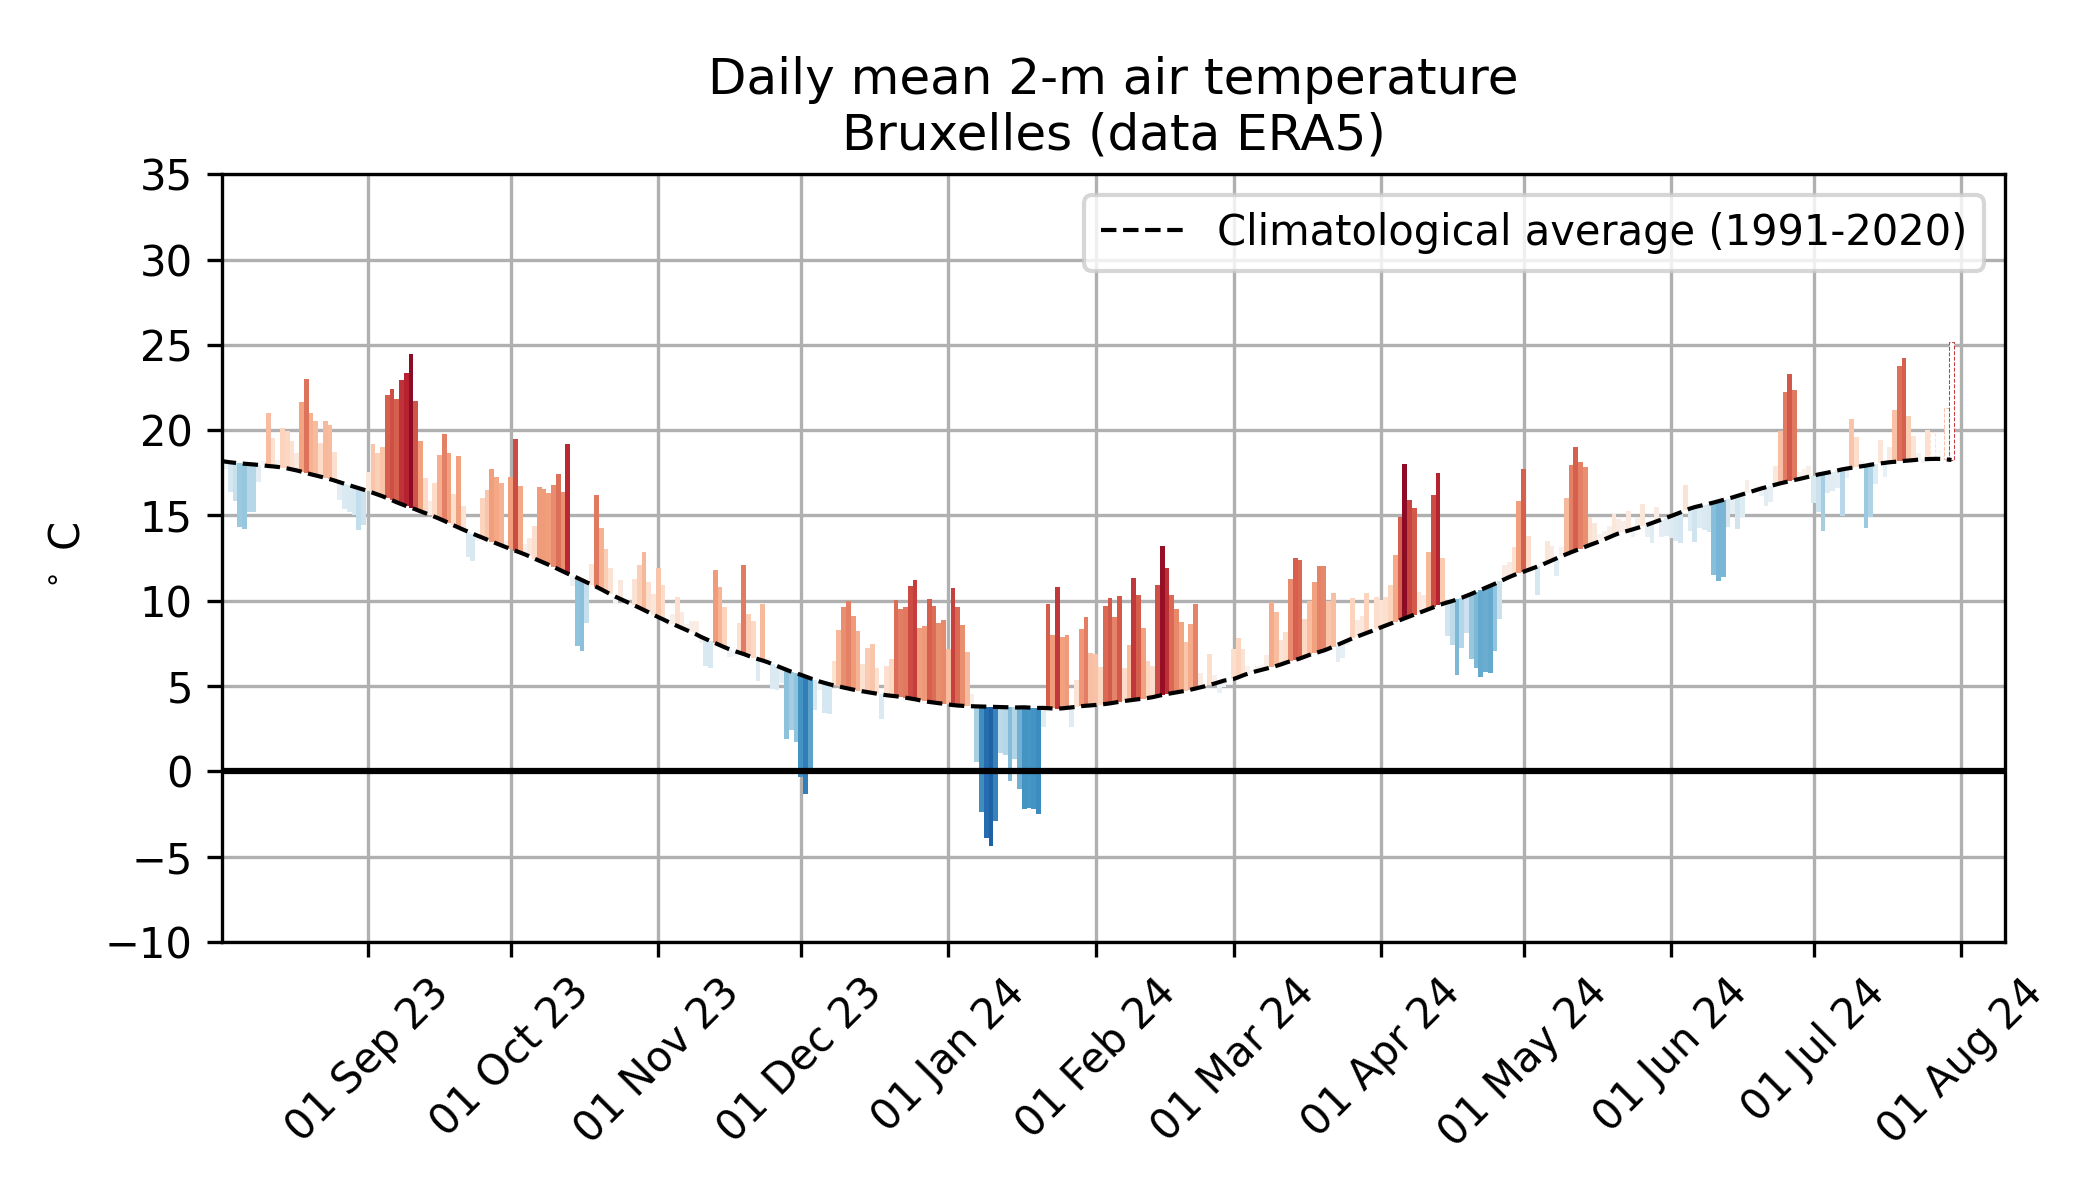 Daily mean 2-m air temperature
Bruxelles (data ERA5)
Climatological average (1991-2020)
35
30
25
20
15
10
5
0
−5
−10
° C
01 Sep 23
01 Oct 23
01 Nov 23
01 Dec 23
01 Jan 24
01 Feb 24
01 Mar 24
01 Apr 24
01 May 24
01 Jun 24
01 Jul 24
01 Aug 24